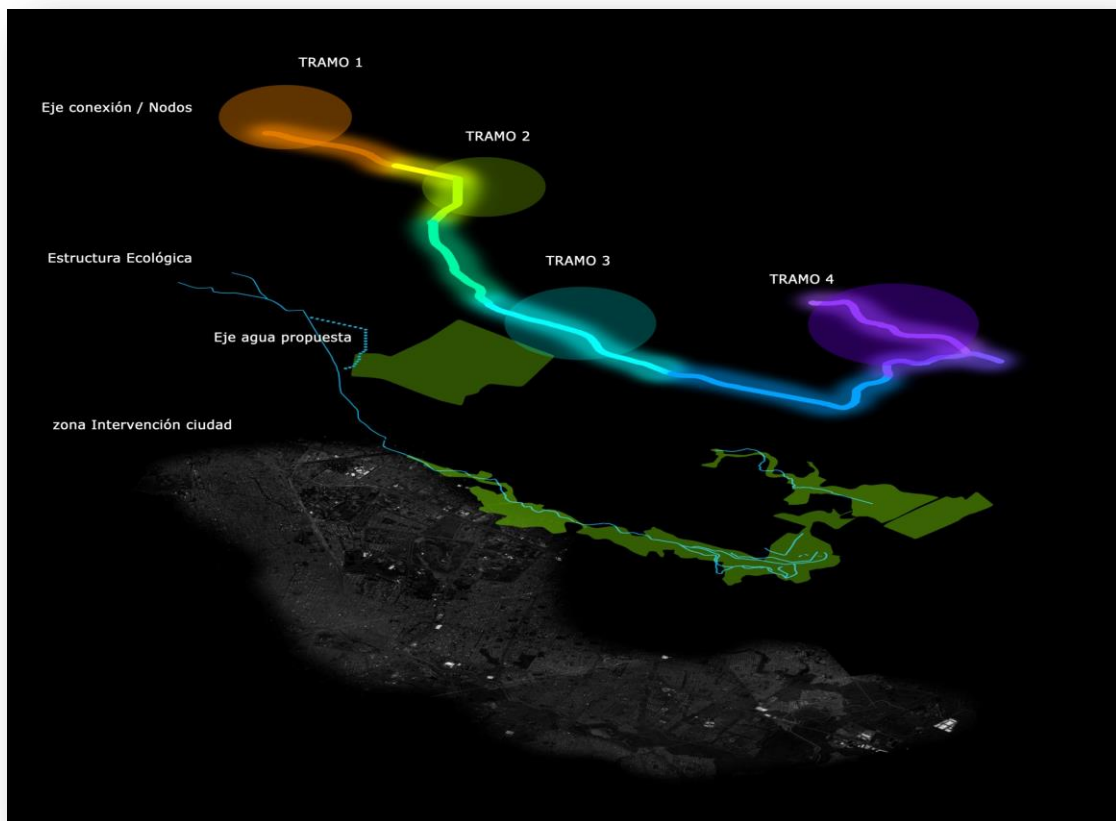 TRAMO 1
Eje conexión / Nodos
TRAMO 2
Estructura Ecológica
TRAMO 3
TRAMO 4
Eje agua propuesta
zona Intervención ciudad